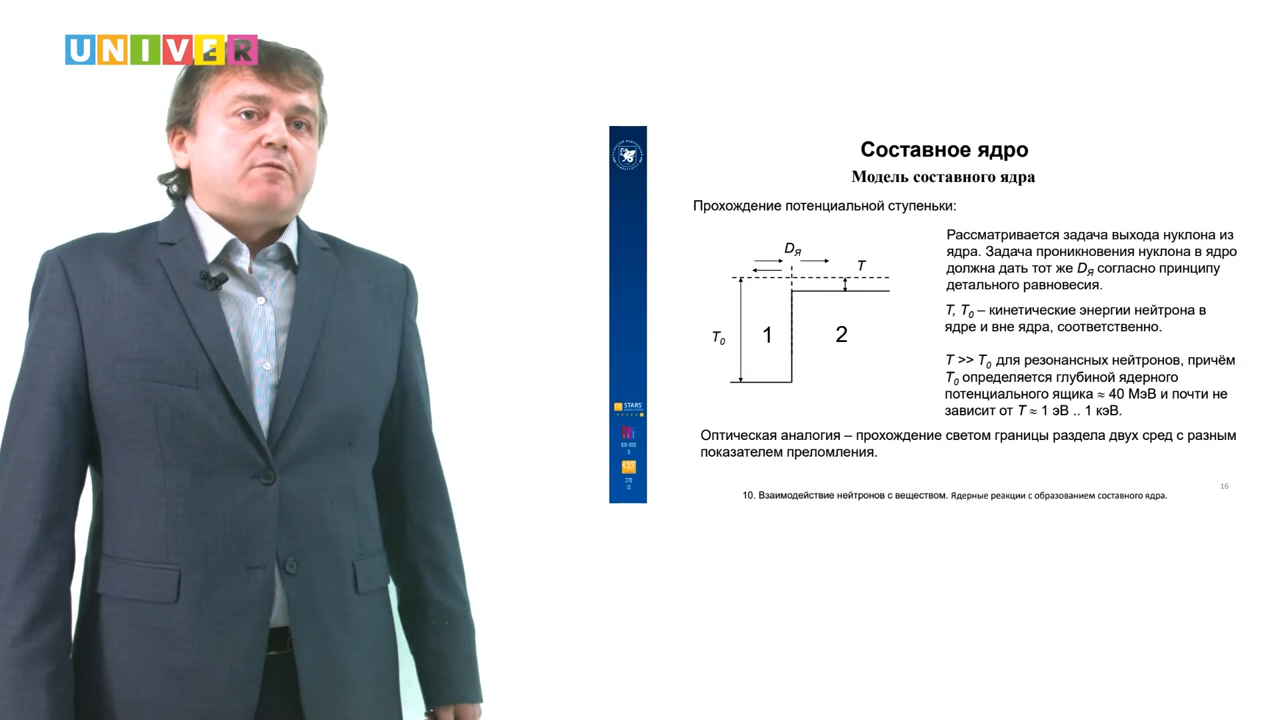 UNIVER
Составное ядро
Модель составного ядра
Прохождение потенциальной ступеньки:
Dя
T
T0
1
2
Рассматривается задача выхода нуклона из
ядра. Задача проникновения нуклона в ядро
должна дать тот же Dя согласно принципу
детального равновесия.
T, T0 – кинетические энергии нейтрона в
ядре и вне ядра, соответственно.
T >> T0 для резонансных нейтронов, причём
T0 определяется глубиной ядерного
потенциального ящика ≈ 40 МэВ и почти не
зависит от T ≈ 1 эВ .. 1 кэВ.
Оптическая аналогия – прохождение светом границы раздела двух сред с разным
показателем преломления.
STARS
10. Взаимодействие нейтронов с веществом. Ядерные реакции с образованием составного ядра.
16